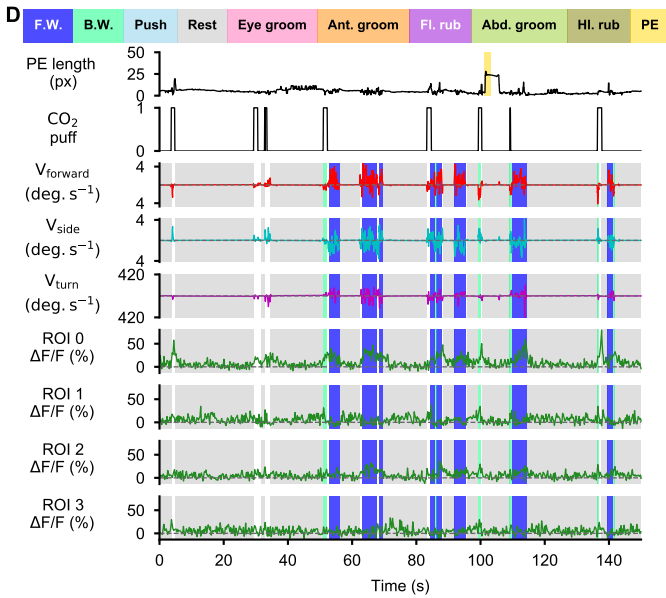 D
F.W. B.W. Push Rest Eye groom Ant. groom Fl. rub Abd. groom Hl. rub PE
PE length
(px)
50
25
0
CO2
puff
1
0
Vforward
(deg. s−1)
4
4
Vside
(deg. s−1)
4
4
Vturn
(deg. s−1)
420
420
ROI 0
ΔF/F (%)
50
0
ROI 1
ΔF/F (%)
50
0
ROI 2
ΔF/F (%)
50
0
ROI 3
ΔF/F (%)
50
0
0 20 40 60 80 100 120 140
Time (s)